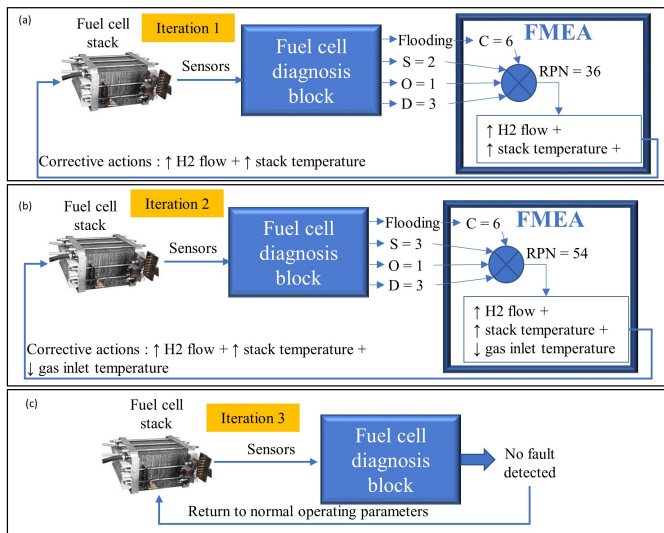 (a)
Fuel cell
stack
Iteration 1
Sensors
Fuel cell
diagnosis
block
Flooding
S = 2
O = 1
D = 3
C = 6
FMEA
RPN = 36
↑ H2 flow +
↑ stack temperature +
Corrective actions : ↑ H2 flow + ↑ stack temperature
(b)
Fuel cell
stack
Iteration 2
Sensors
Fuel cell
diagnosis
block
Flooding
S = 3
O = 1
D = 3
C = 6
FMEA
RPN = 54
↑ H2 flow +
↑ stack temperature +
↓ gas inlet temperature
Corrective actions : ↑ H2 flow + ↑ stack temperature +
↓ gas inlet temperature
(c)
Fuel cell
stack
Iteration 3
Sensors
Fuel cell
diagnosis
block
No fault
detected
Return to normal operating parameters